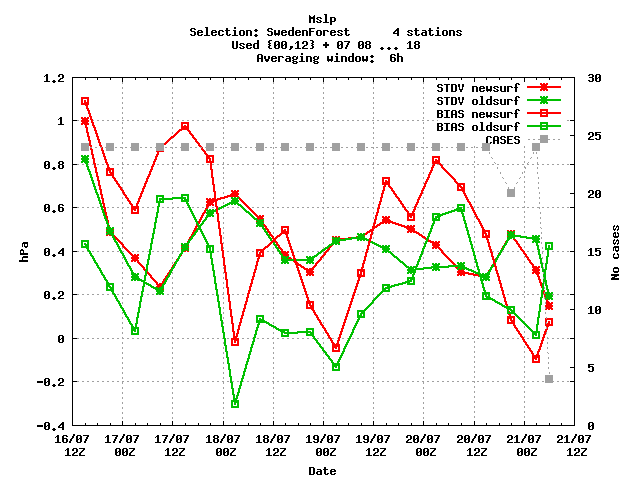 Mslp
Selection: SwedenForest 4 stations
Used {00,12} + 07 08 ... 18
Averaging window: 6h
STDV newsurf
STDV oldsurf
BIAS newsurf
BIAS oldsurf
CASES
1.2
1
0.8
0.6
0.4
0.2
0
-0.2
-0.4
hPa
30
25
20
15
10
5
0
No cases
16/07 17/07 17/07 18/07 18/07 19/07 19/07 20/07 20/07 21/07 21/07
12Z 00Z 12Z 00Z 12Z 00Z 12Z 00Z 12Z 00Z 12Z
Date